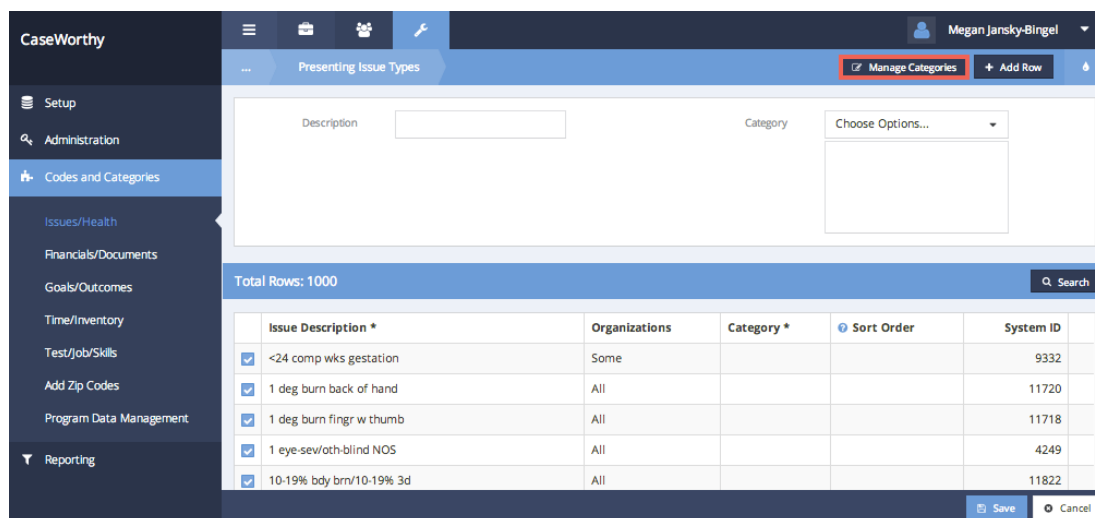 CaseWorthy
Megan Jansky-Bingel
...
Presenting Issue Types
Manage Categories
+ Add Row
Setup
Administration
Codes and Categories
Issues/Health
Financials/Documents
Goals/Outcomes
Time/Inventory
Test/Job/Skills
Add Zip Codes
Program Data Management
Reporting
Description
Category
Choose Options...
Total Rows: 1000
Search
Issue Description * Organizations Category * Sort Order System ID
<24 comp wks gestation Some 9332
1 deg burn back of hand All 11720
1 deg burn fingr w thumb All 11718
1 eye-sev/oth-blind NOS All 4249
10-19% bdy brn/10-19% 3d All 11822
Save
Cancel